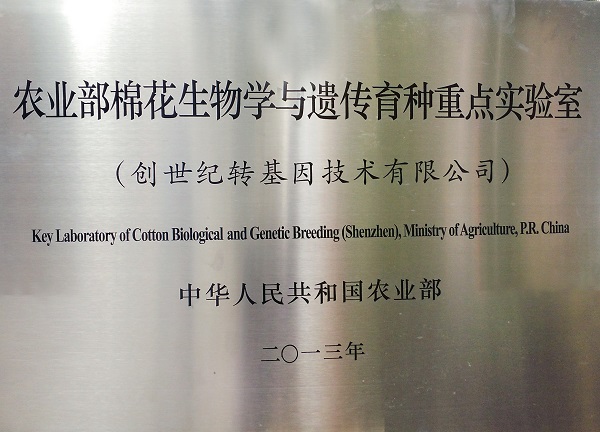 农业部棉花生物学与遗传育种重点实验室
(创世纪转基因技术有限公司)
Key Laboratory of Cotton Biological and Genetic Breeding (Shenzhen), Ministry of Agriculture, P.R. China
中华人民共和国农业部
二〇一三年